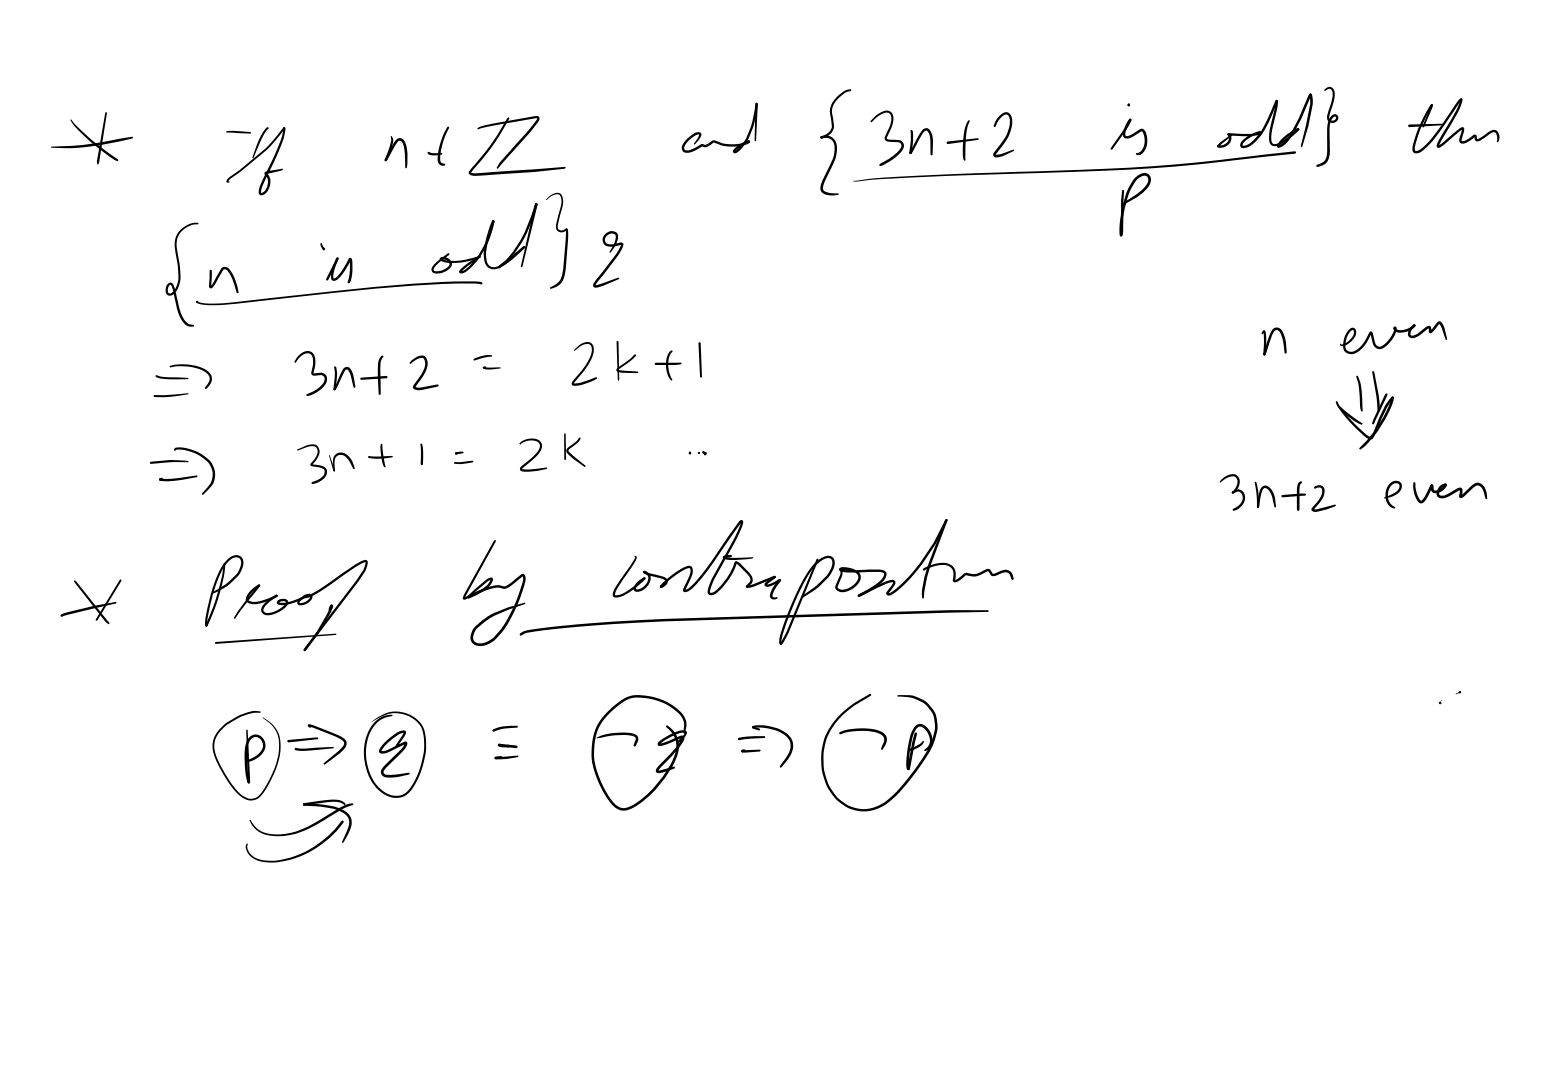 * If n ∈ ℤ and {3n+2 is odd} then
P
{n is odd} q
⇒ 3n+2 = 2k+1
⇒ 3n+1 = 2k ...
n even
⇓
3n+2 even
* Proof by contraposition
p ⇒ q ≡ ¬q ⇒ ¬p